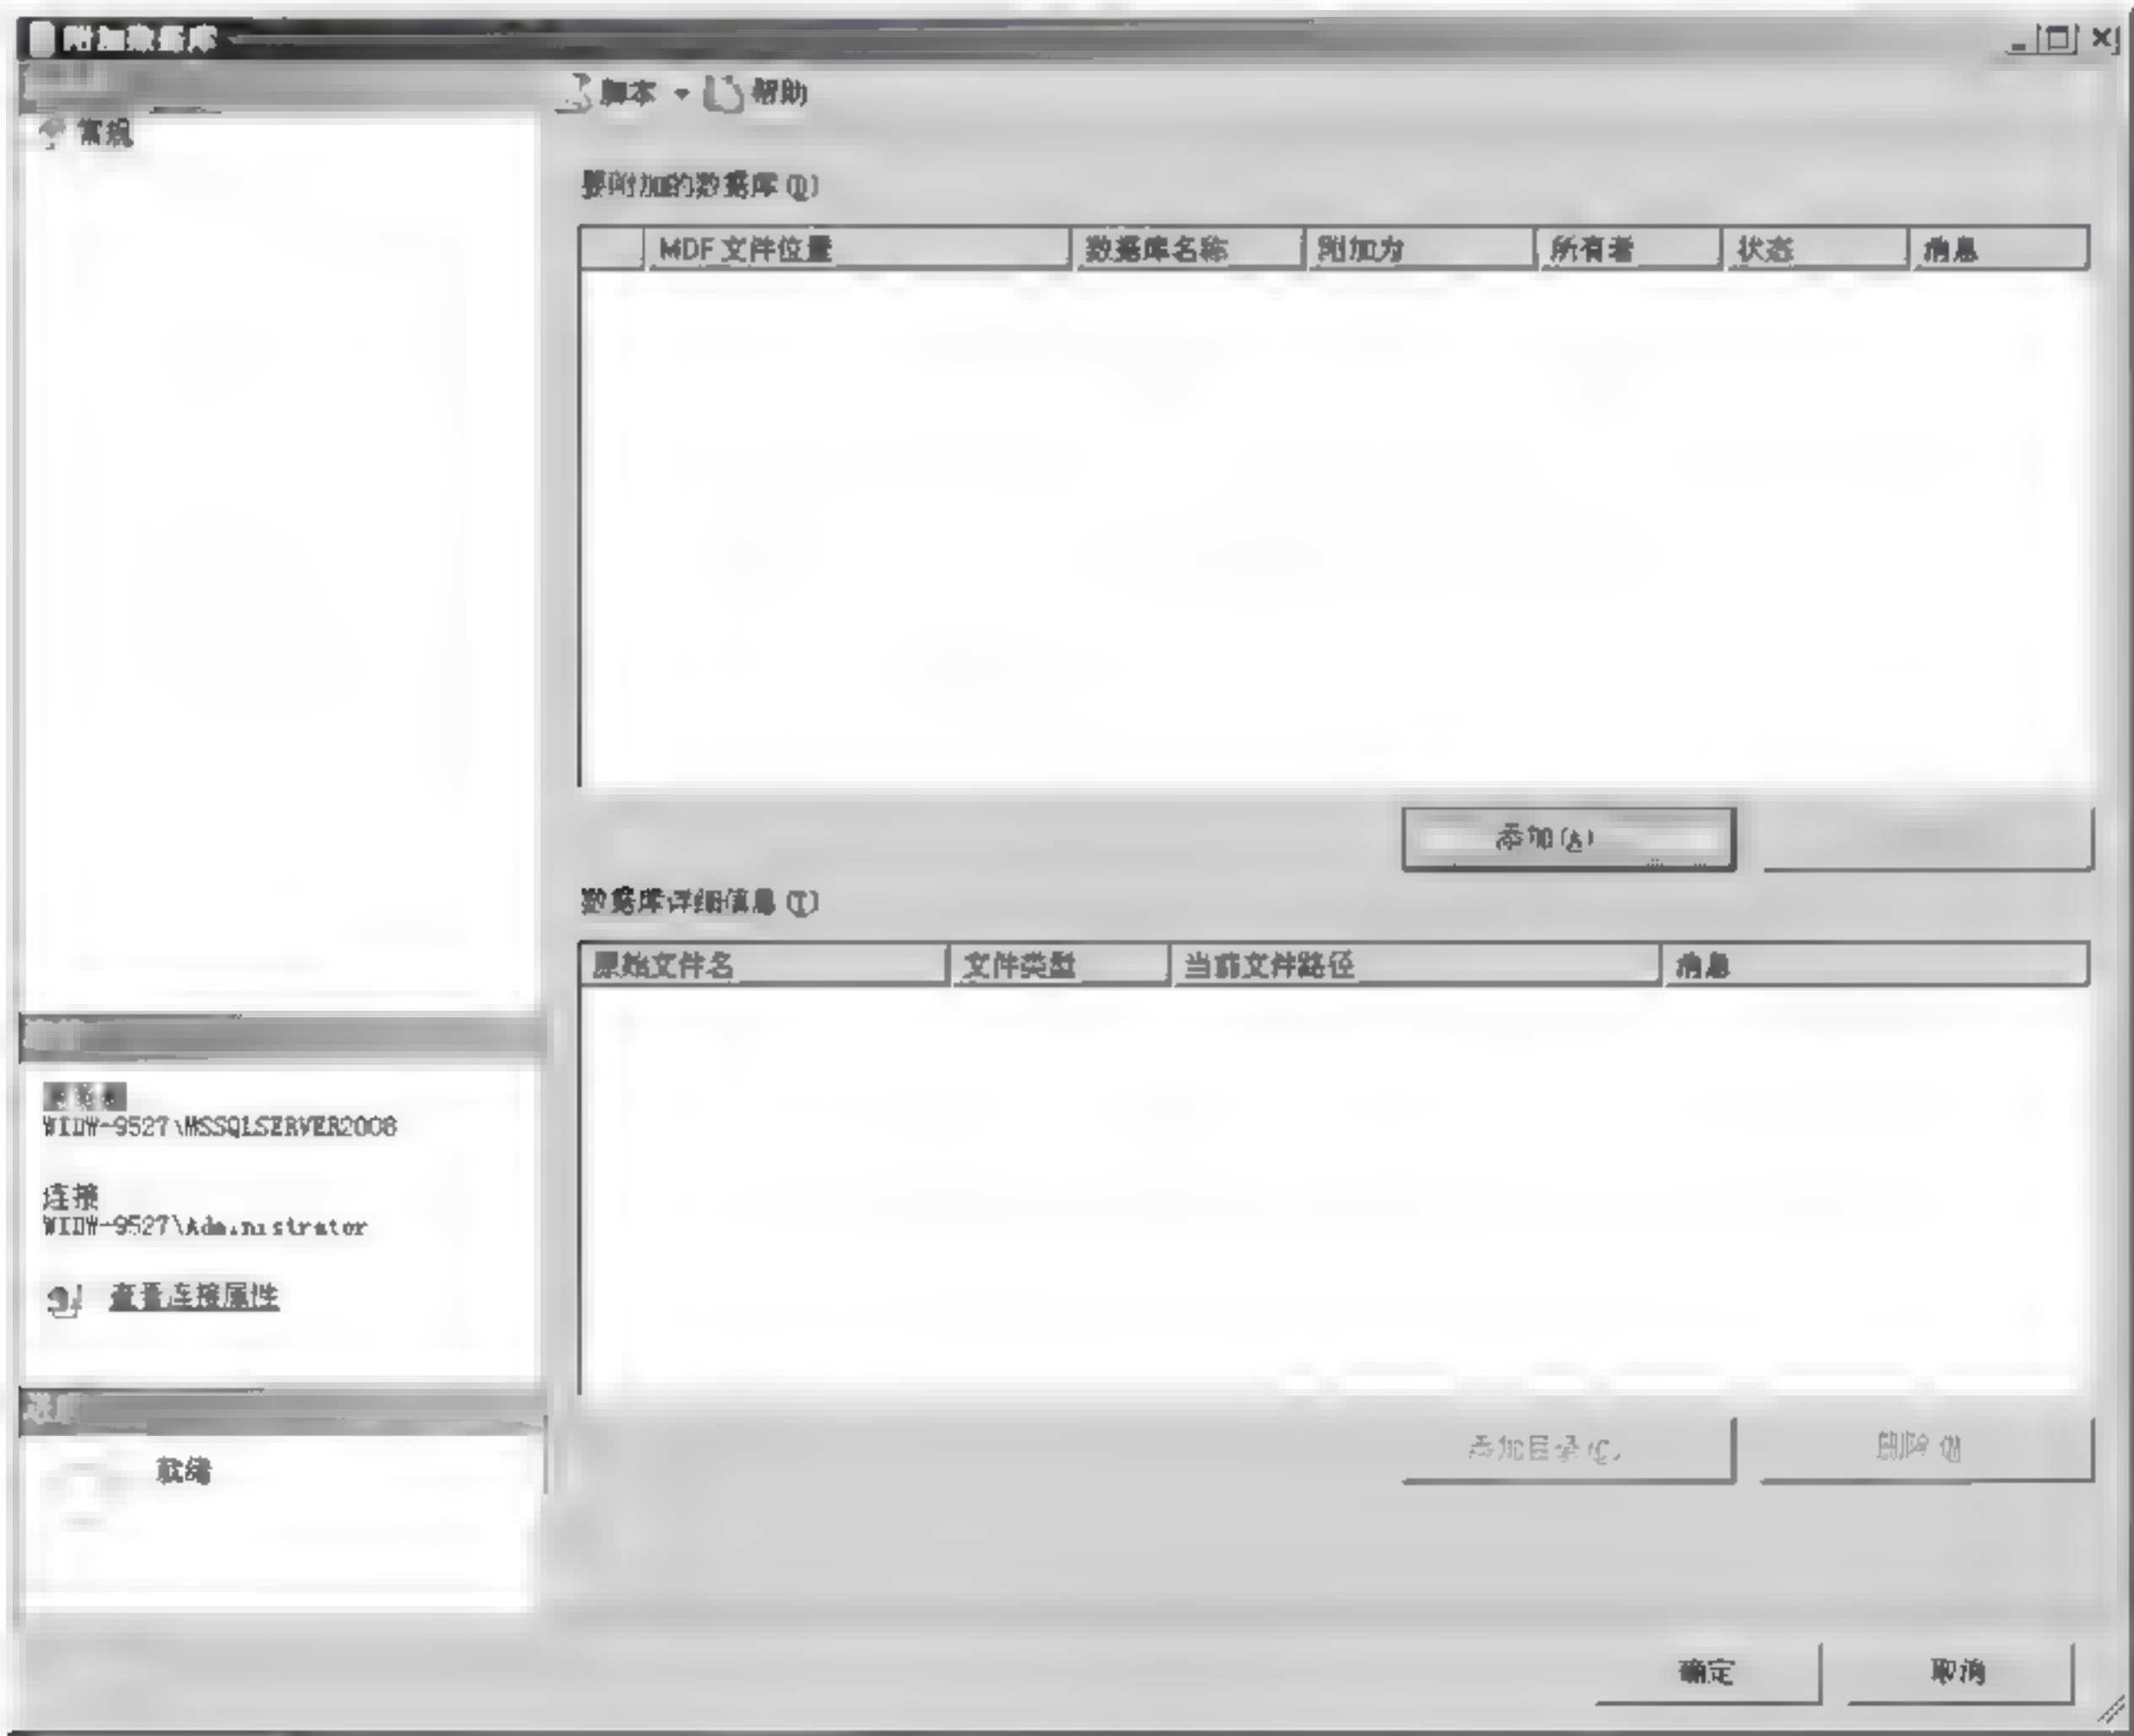 附加数据库
常规
脚本 帮助
要附加的数据库(D)
MDF 文件位置 数据库名称 附加为 所有者 状态 消息
添加(A)
数据库详细信息(T)
原始文件名 文件类型 当前文件路径 消息
WIDW-9527\MSSQLSERVER2008
连接
WIDW-9527\Administrator
查看连接属性
进度
就绪
添加目录(C)
删除
确定 取消